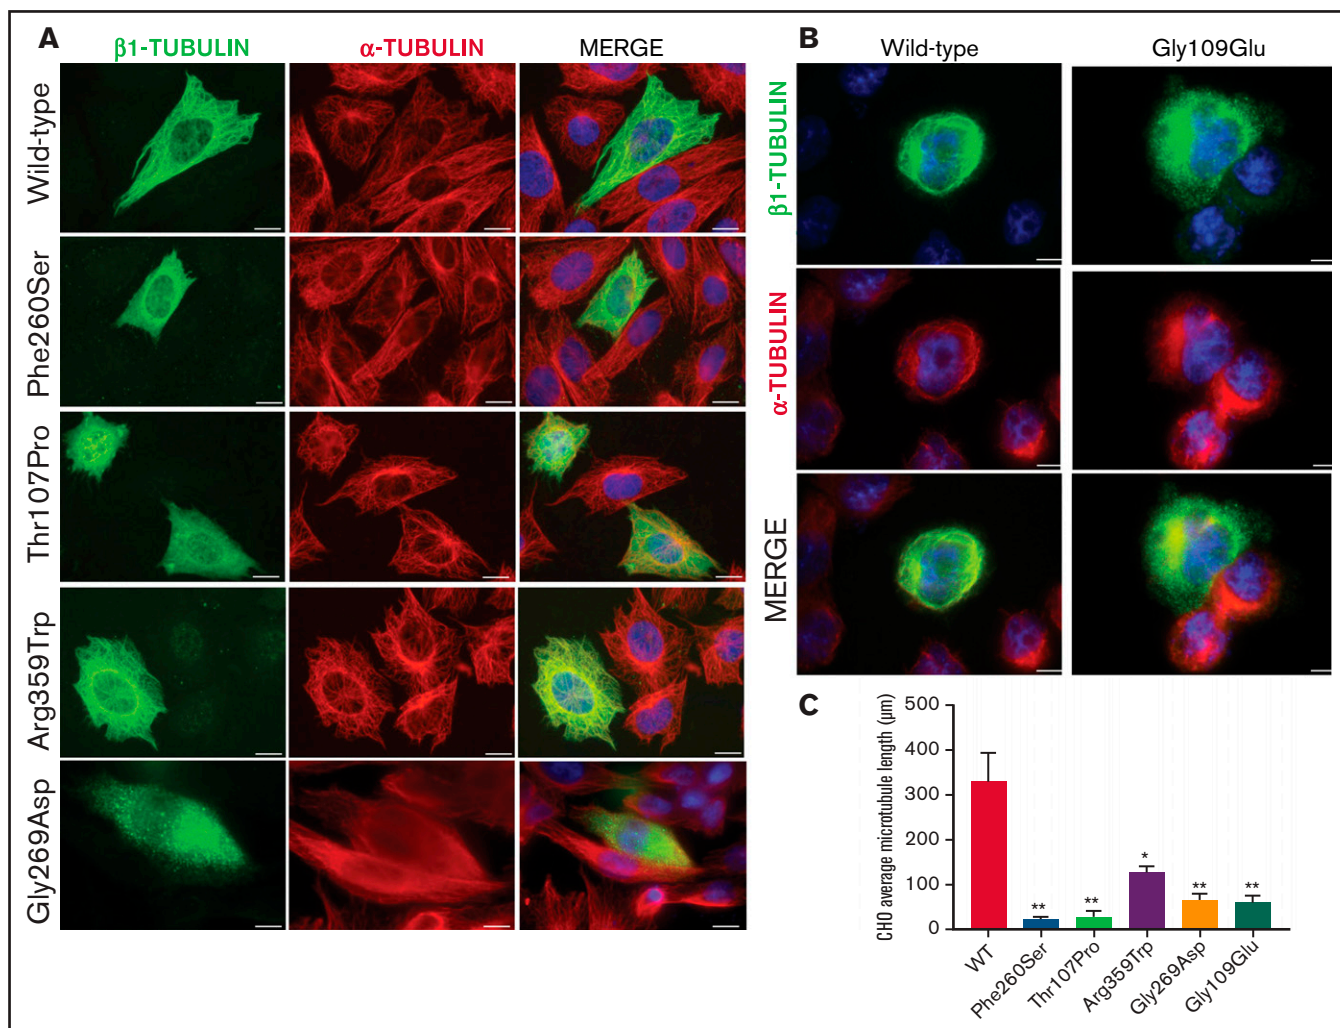 A
β1-TUBULIN
α-TUBULIN
MERGE
Wild-type
Phe260Ser
Thr107Pro
Arg359Trp
Gly269Asp
B
Wild-type
Gly109Glu
β1-TUBULIN
α-TUBULIN
MERGE
C
CHO average microtubule length (μm)
500
400
300
200
100
0
**
**
*
**
**
WT
Phe260Ser
Thr107Pro
Arg359Trp
Gly269Asp
Gly109Glu